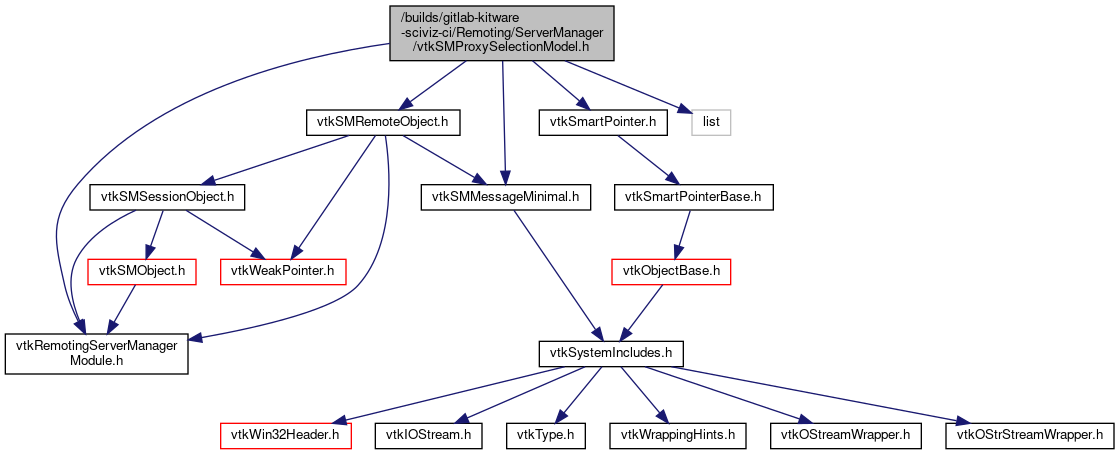 /builds/gitlab-kitware
-sciviz-ci/Remoting/ServerManager
/vtkSMProxySelectionModel.h
vtkSMRemoteObject.h
vtkSmartPointer.h
list
vtkSMSessionObject.h
vtkSMMessageMinimal.h
vtkSmartPointerBase.h
vtkSMObject.h
vtkWeakPointer.h
vtkObjectBase.h
vtkRemotingServerManager
Module.h
vtkSystemIncludes.h
vtkWin32Header.h
vtkIOStream.h
vtkType.h
vtkWrappingHints.h
vtkOStreamWrapper.h
vtkOStrStreamWrapper.h